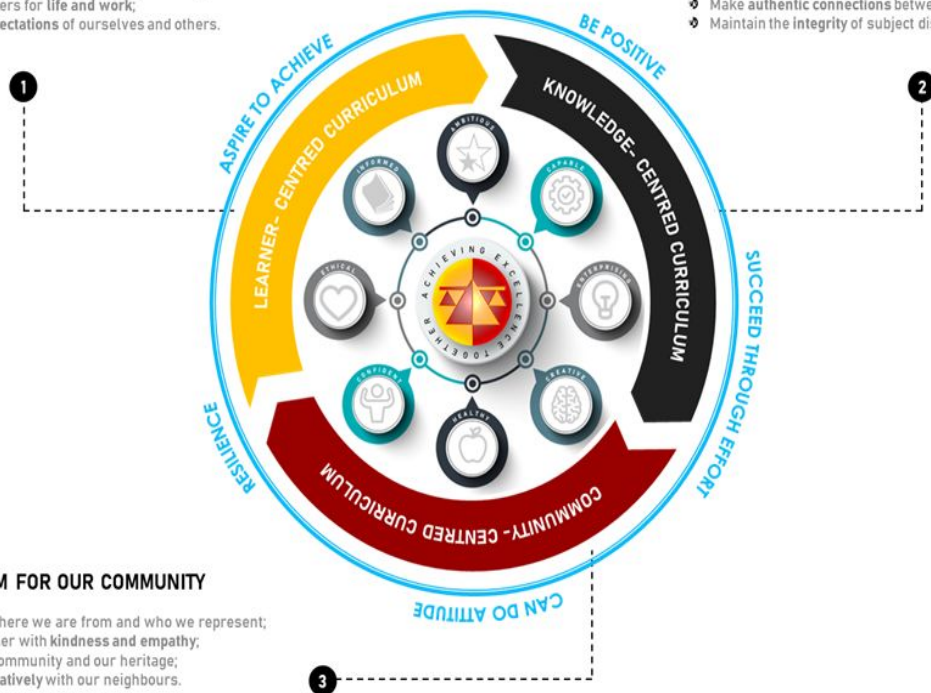 ers for life and work;
ectations of ourselves and others.
Make authentic connections betwe
Maintain the integrity of subject dis
1
2
ASPIRE TO ACHIEVE
BE POSITIVE
SUCCEED THROUGH EFFORT
CAN DO ATTITUDE
RESILIENCE
LEARNER- CENTRED CURRICULUM
KNOWLEDGE- CENTRED CURRICULUM
COMMUNITY- CENTRED CURRICULUM
AMBITIOUS
CAPABLE
ENTERPRISING
CREATIVE
HEALTHY
CONFIDENT
ETHICAL
INFORMED
ACHIEVING EXCELLENCE TOGETHER
M FOR OUR COMMUNITY
here we are from and who we represent;
er with kindness and empathy;
ommunity and our heritage;
atively with our neighbours.
3